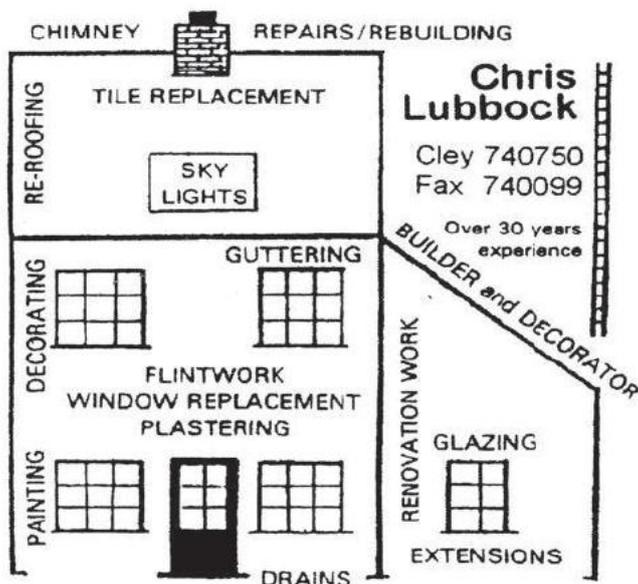 CHIMNEY REPAIRS/REBUILDING
TILE REPLACEMENT
RE-ROOFING
SKY
LIGHTS
Chris
Lubbock
Cley 740750
Fax 740099
Over 30 years
experience
BUILDER and DECORATOR
GUTTERING
DECORATING
FLINTWORK
WINDOW REPLACEMENT
PLASTERING
PAINTING
DRAINS
RENOVATION WORK
GLAZING
EXTENSIONS